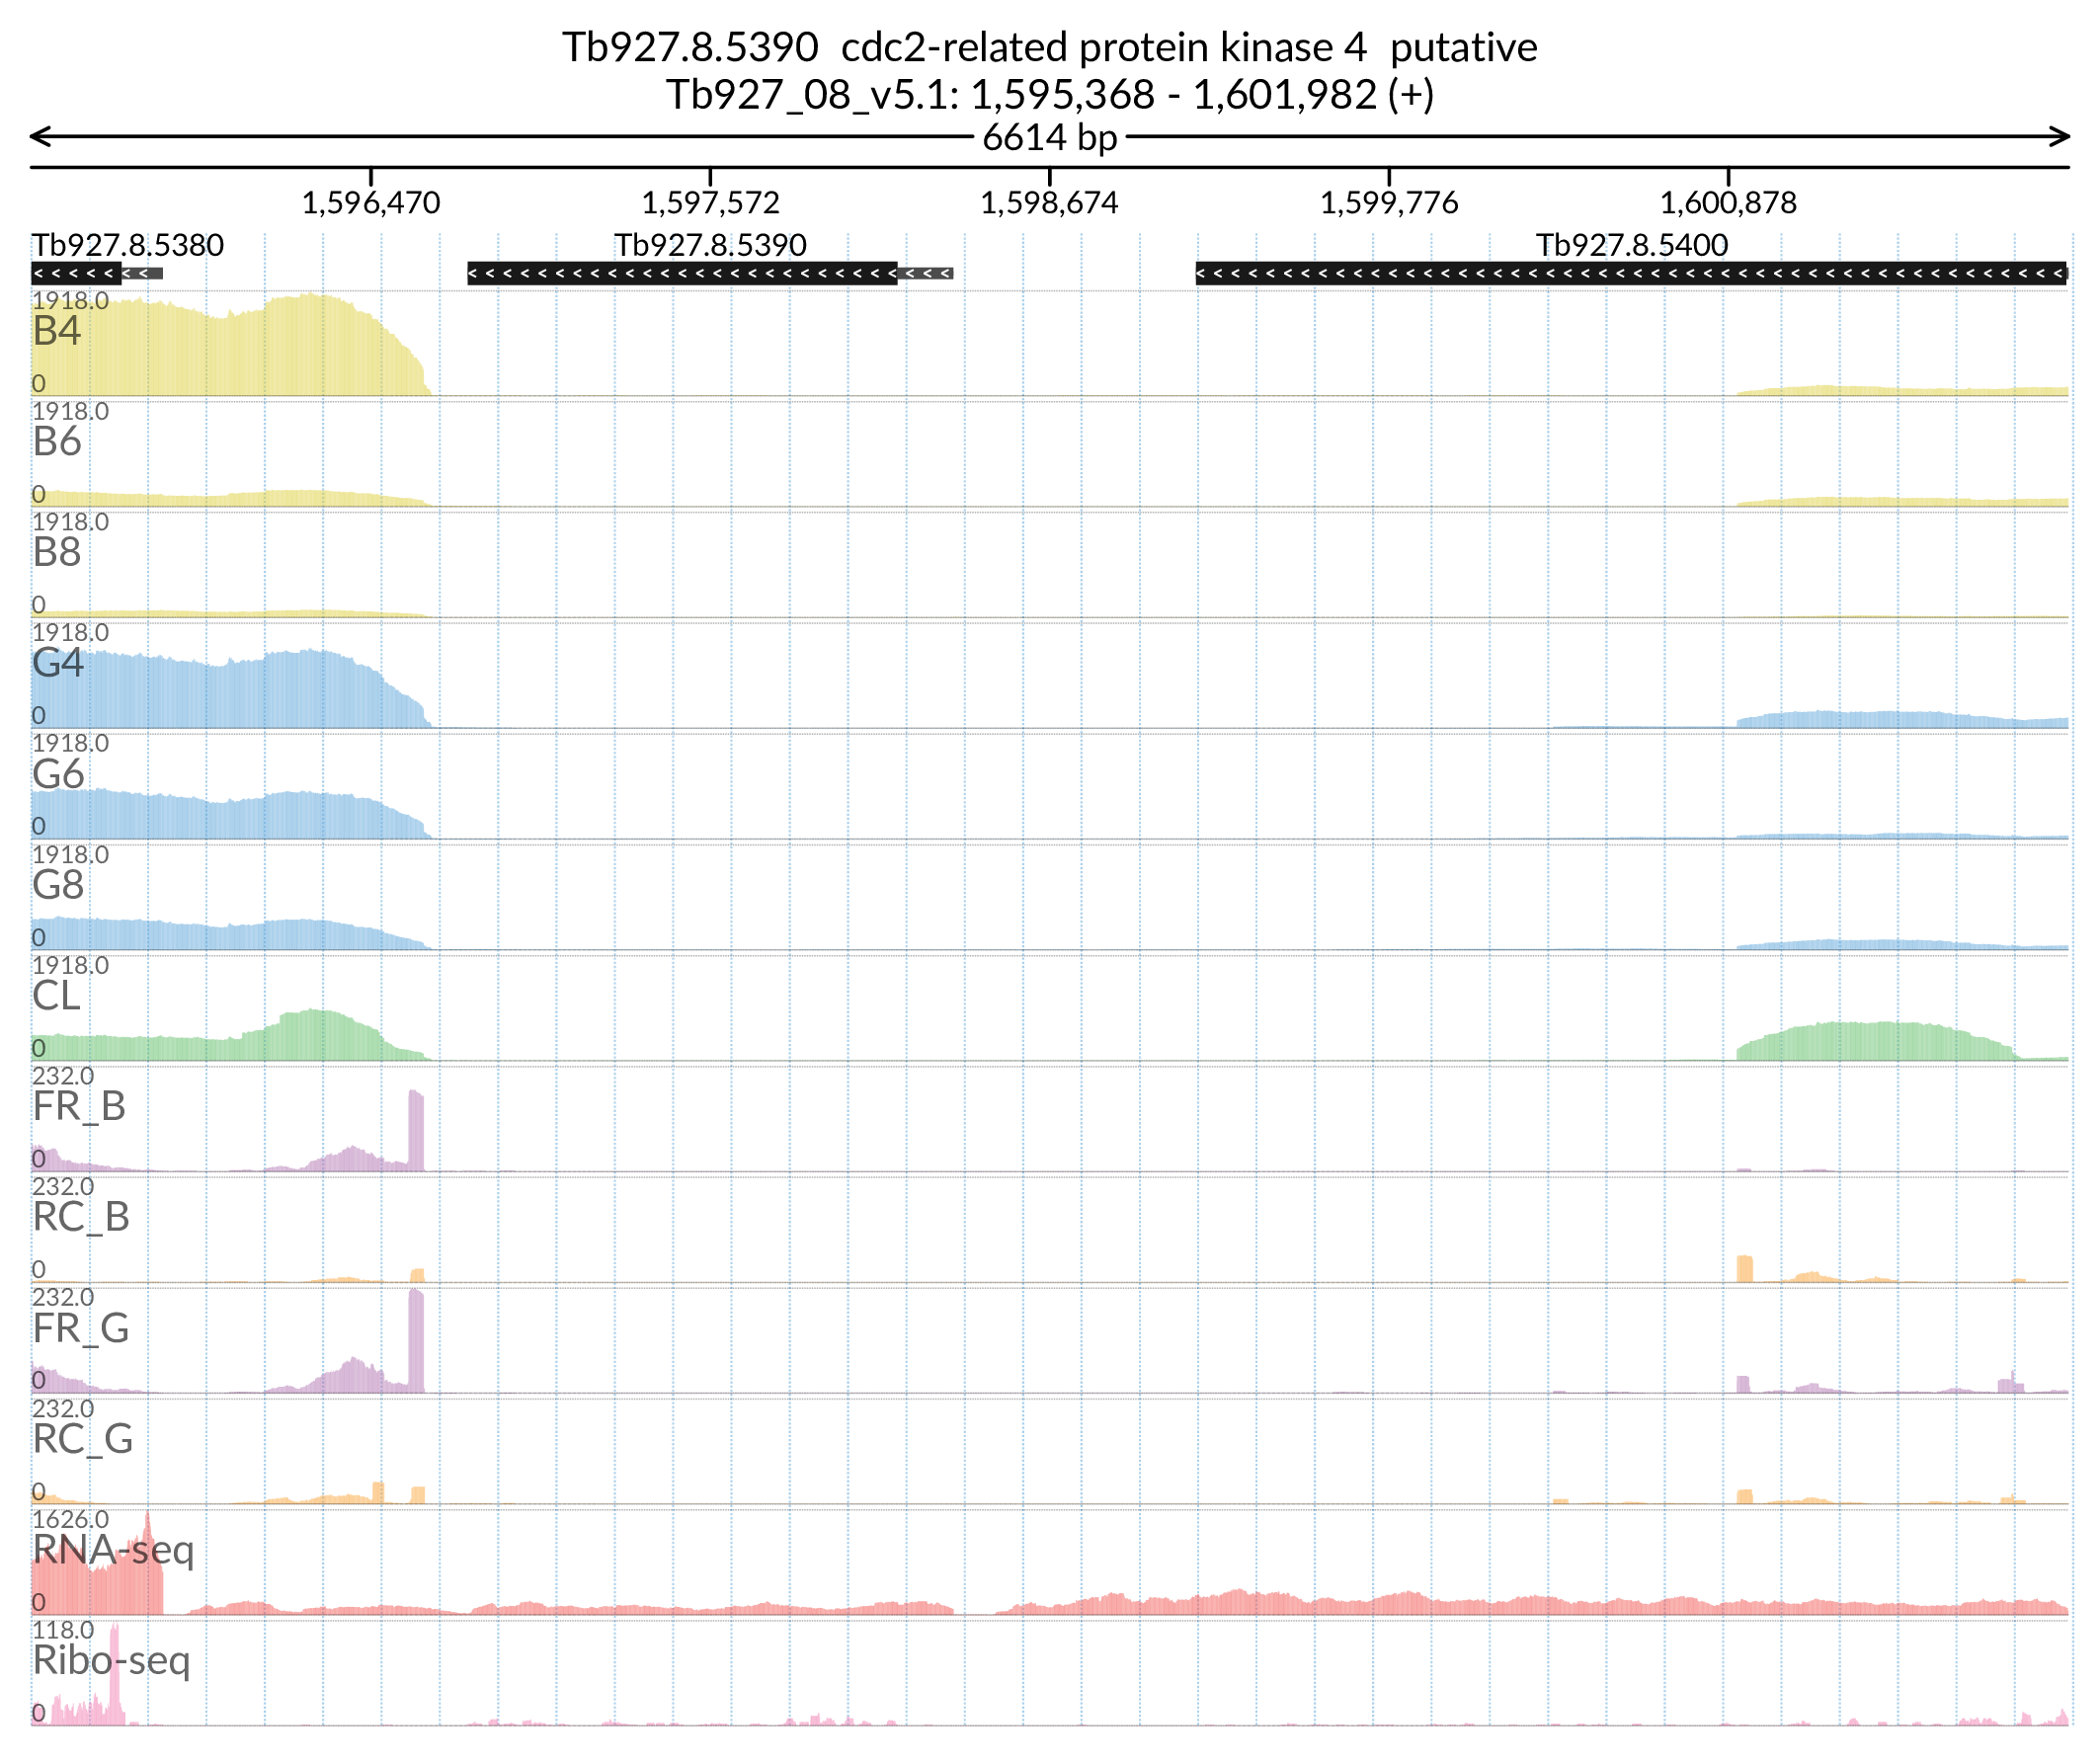 Tb927.8.5390 cdc2-related protein kinase 4 putative
Tb927_08_v5.1: 1,595,368 - 1,601,982 (+)
6614 bp
1,596,470 1,597,572 1,598,674 1,599,776 1,600,878
Tb927.8.5380 Tb927.8.5390 Tb927.8.5400
1918.0
B4
0
1918.0
B6
0
1918.0
B8
0
1918.0
G4
0
1918.0
G6
0
1918.0
G8
0
1918.0
CL
0
232.0
FR_B
0
232.0
RC_B
0
232.0
FR_G
0
232.0
RC_G
0
1626.0
RNA-seq
0
118.0
Ribo-seq
0